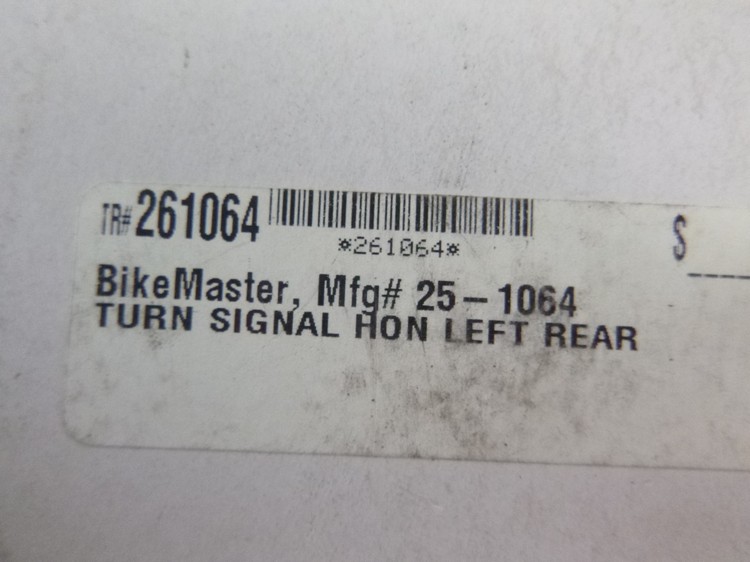 TR# 261064
*261064*
$
BikeMaster, Mfg# 25-1064
TURN SIGNAL HON LEFT REAR